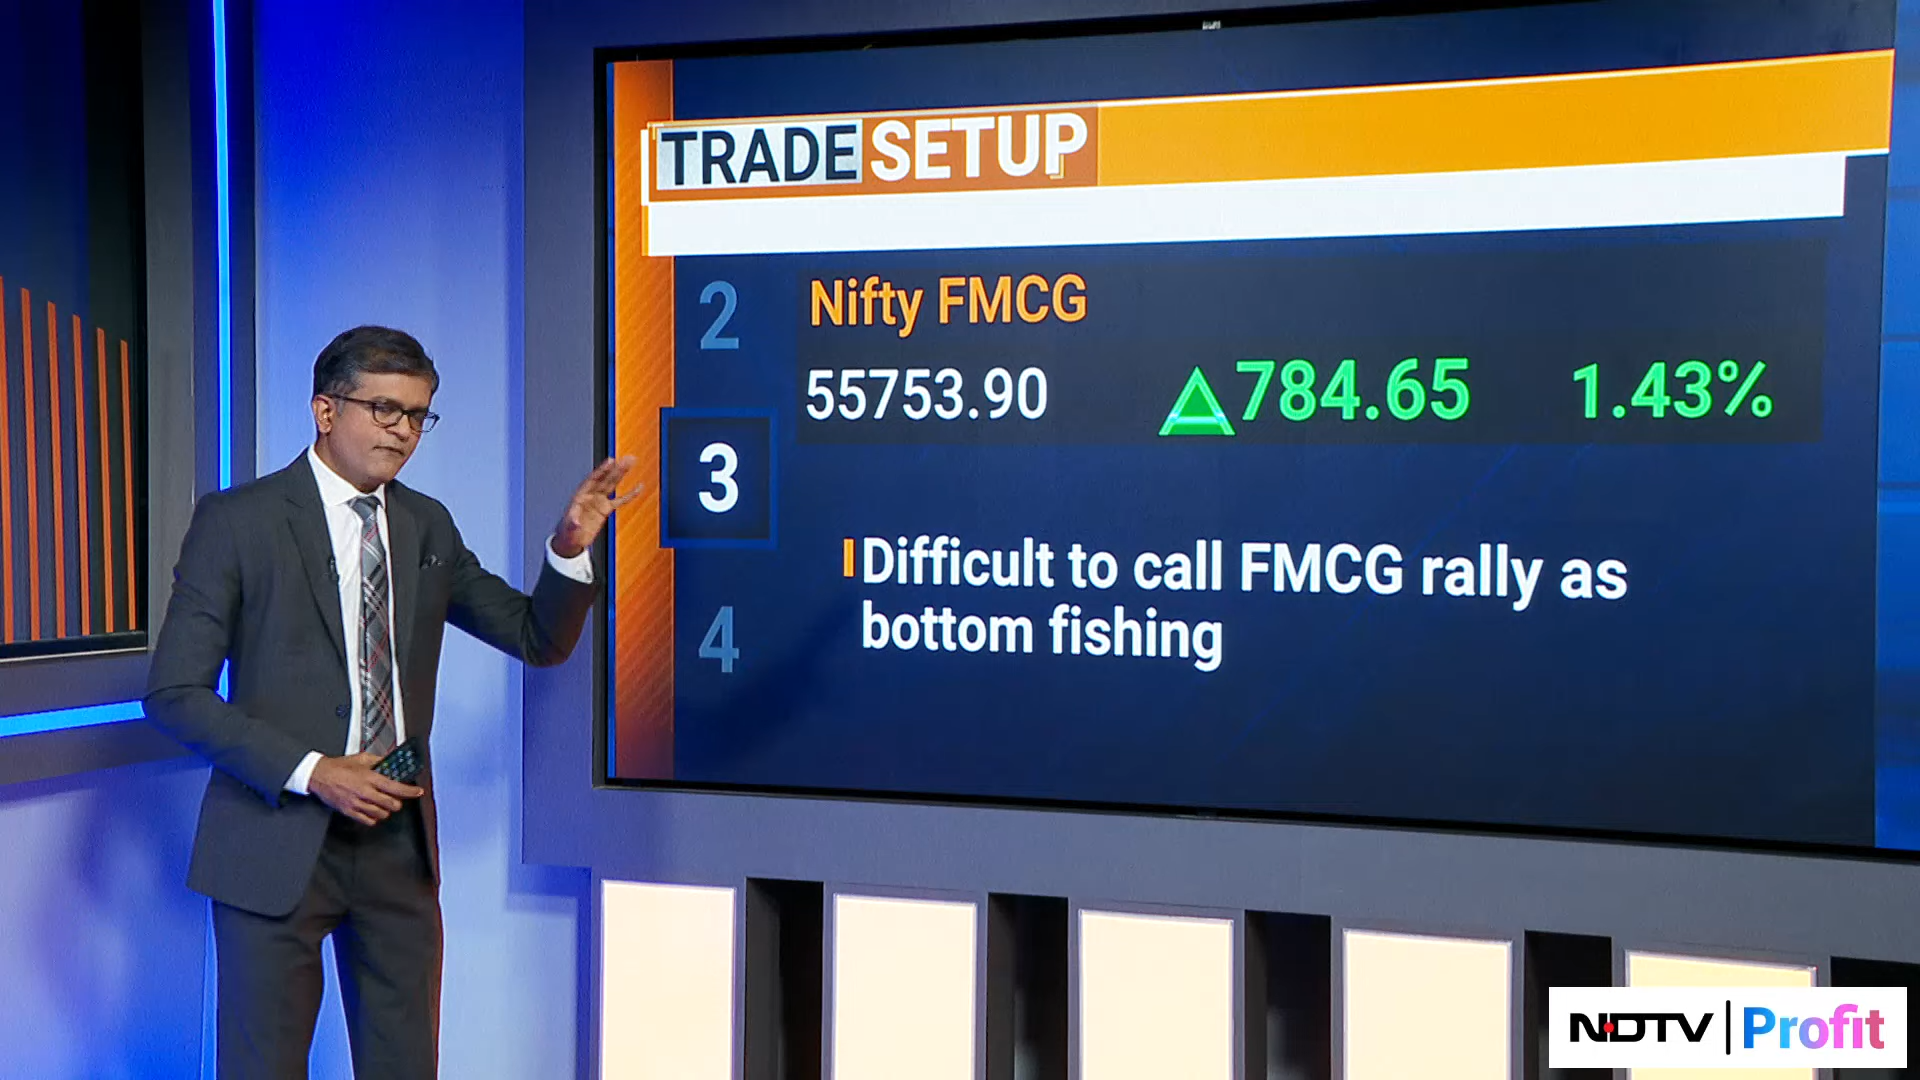 TRADE SETUP
2
Nifty FMCG
55753.90 ▲784.65 1.43%
3
Difficult to call FMCG rally as
bottom fishing
4
NDTV Profit